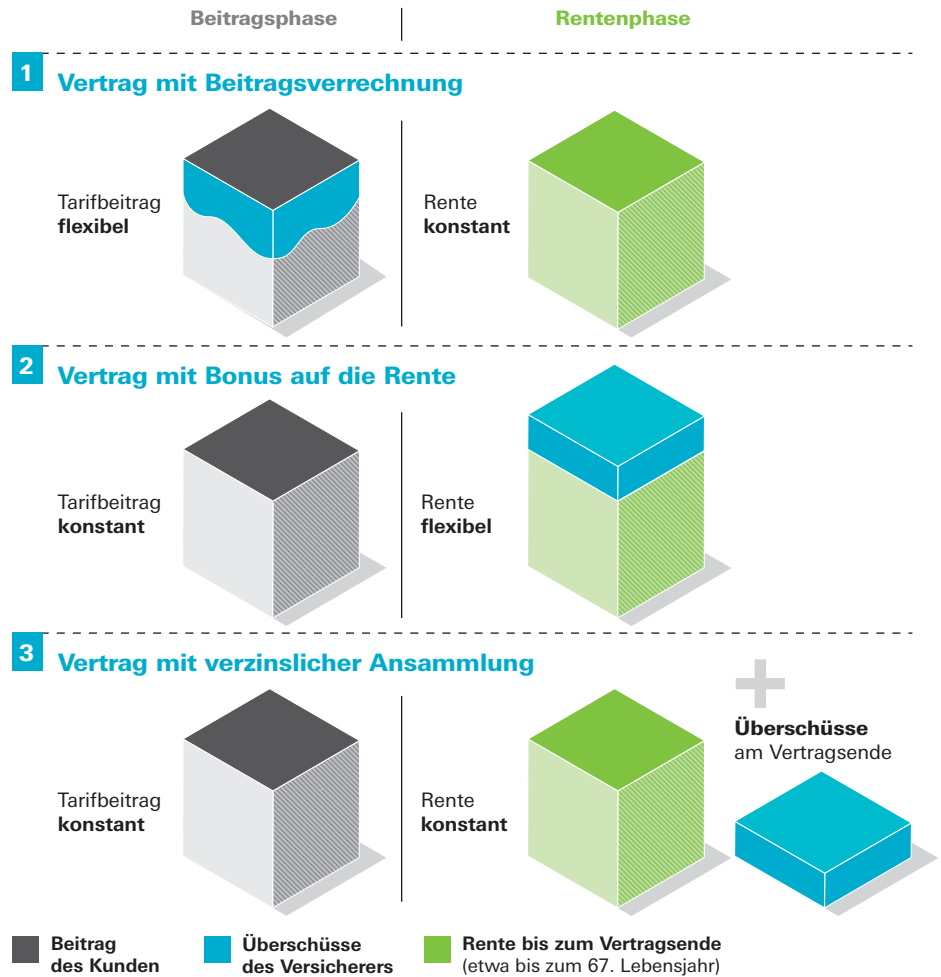 Beitragsphase
Rentenphase
1 Vertrag mit Beitragsverrechnung
Tarifbeitrag
flexibel
Rente
konstant
2 Vertrag mit Bonus auf die Rente
Tarifbeitrag
konstant
Rente
flexibel
3 Vertrag mit verzinslicher Ansammlung
Tarifbeitrag
konstant
Rente
konstant
+
Überschüsse
am Vertragsende
Beitrag
des Kunden
Überschüsse
des Versicherers
Rente bis zum Vertragsende
(etwa bis zum 67. Lebensjahr)